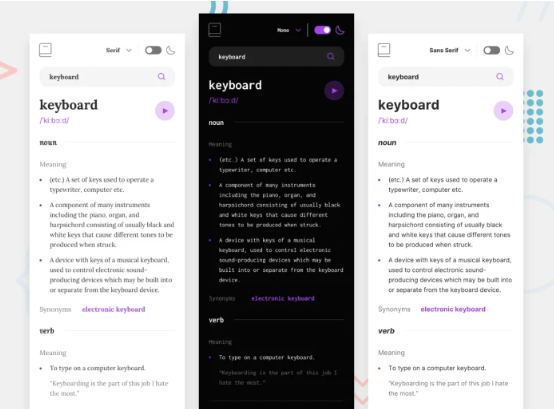 Serif
keyboard
keyboard
/ˈkiːbɔːd/
noun
Meaning
(etc.) A set of keys used to operate a
typewriter, computer etc.
A component of many instruments
including the piano, organ, and
harpsichord consisting of usually black and
white keys that cause different tones to be
produced when struck.
A device with keys of a musical keyboard,
used to control electronic sound-
producing devices which may be built into
or separate from the keyboard device.
Synonyms electronic keyboard
verb
Meaning
To type on a computer keyboard.
“Keyboarding is the part of this job I hate
the most.”
Mono
keyboard
keyboard
/ˈkiːbɔːd/
noun
Meaning
(etc.) A set of keys used to operate a
typewriter, computer etc.
A component of many instruments
including the piano, organ, and
harpsichord consisting of usually black
and white keys that cause different
tones to be produced when struck.
A device with keys of a musical
keyboard, used to control electronic
sound-producing devices which may be
built into or separate from the keyboard
device.
Synonyms electronic keyboard
verb
Meaning
To type on a computer keyboard.
“Keyboarding is the part of this job I
hate the most.”
Sans Serif
keyboard
keyboard
/ˈkiːbɔːd/
noun
Meaning
(etc.) A set of keys used to operate a
typewriter, computer etc.
A component of many instruments
including the piano, organ, and
harpsichord consisting of usually black
and white keys that cause different tones
to be produced when struck.
A device with keys of a musical keyboard,
used to control electronic sound-
producing devices which may be built into
or separate from the keyboard device.
Synonyms electronic keyboard
verb
Meaning
To type on a computer keyboard.
“Keyboarding is the part of this job I hate
the most.”